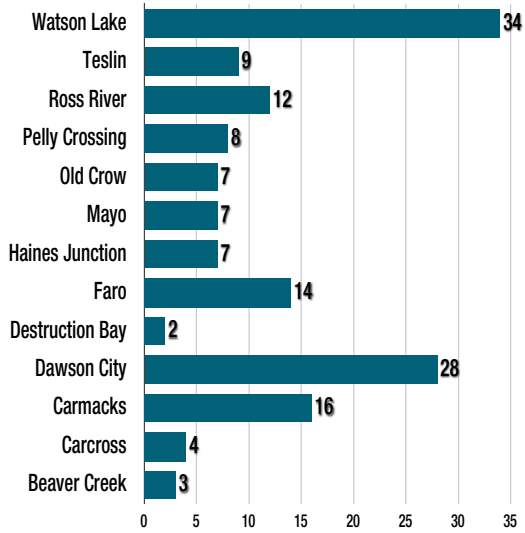 Watson Lake 34
Teslin 9
Ross River 12
Pelly Crossing 8
Old Crow 7
Mayo 7
Haines Junction 7
Faro 14
Destruction Bay 2
Dawson City 28
Carmacks 16
Carcross 4
Beaver Creek 3
0 5 10 15 20 25 30 35